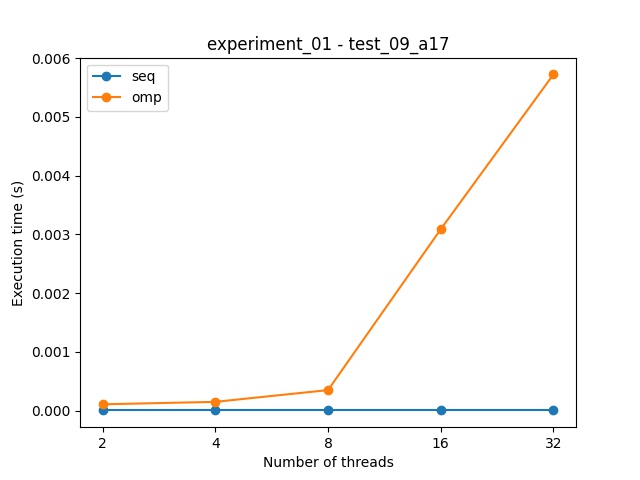 experiment_01 - test_09_a17
seq
omp
Execution time (s)
0.006
0.005
0.004
0.003
0.002
0.001
0.000
2 4 8 16 32
Number of threads